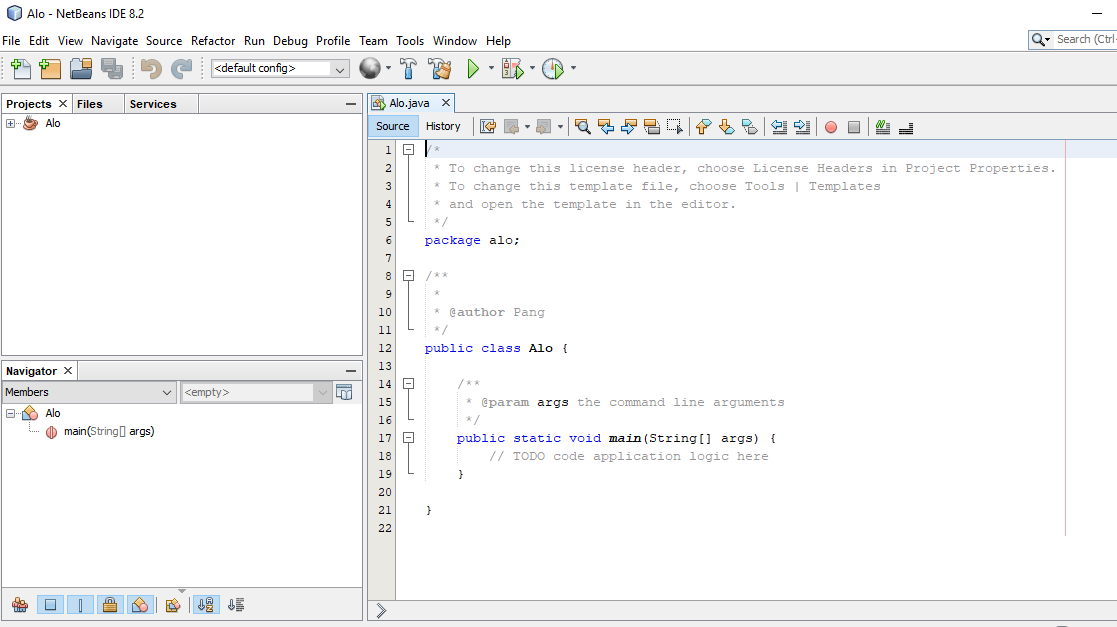 Alo - NetBeans IDE 8.2
File Edit View Navigate Source Refactor Run Debug Profile Team Tools Window Help
Search (Ctrl
<default config>
Projects Files Services
Alo
Alo.java
Source History
1 /*
2 * To change this license header, choose License Headers in Project Properties.
3 * To change this template file, choose Tools | Templates
4 * and open the template in the editor.
5 */
6 package alo;
7
8 /**
9 *
10 * @author Pang
11 */
12 public class Alo {
13
14 /**
15 * @param args the command line arguments
16 */
17 public static void main(String[] args) {
18 // TODO code application logic here
19 }
20
21 }
22
Navigator
Members <empty>
Alo
main(String[] args)